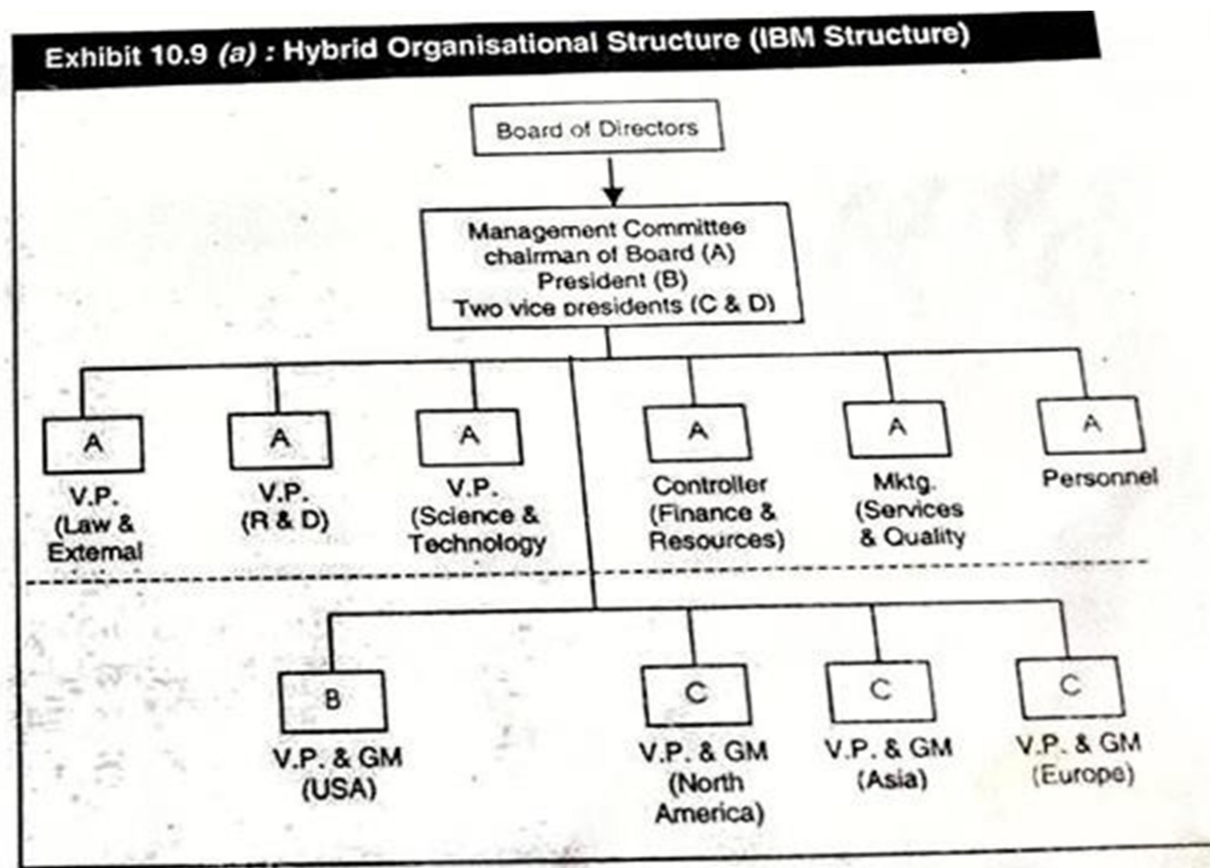 Exhibit 10.9 (a) : Hybrid Organisational Structure (IBM Structure)
Board of Directors
Management Committee
chairman of Board (A)
President (B)
Two vice presidents (C & D)
A
A
A
A
A
A
V.P.
(Law &
External
V.P.
(R & D)
V.P.
(Science &
Technology
Controller
(Finance &
Resources)
Mktg.
(Services
& Quality
Personnel
B
C
C
C
V.P. & GM
(USA)
V.P. & GM
(North
America)
V.P. & GM
(Asia)
V.P. & GM
(Europe)